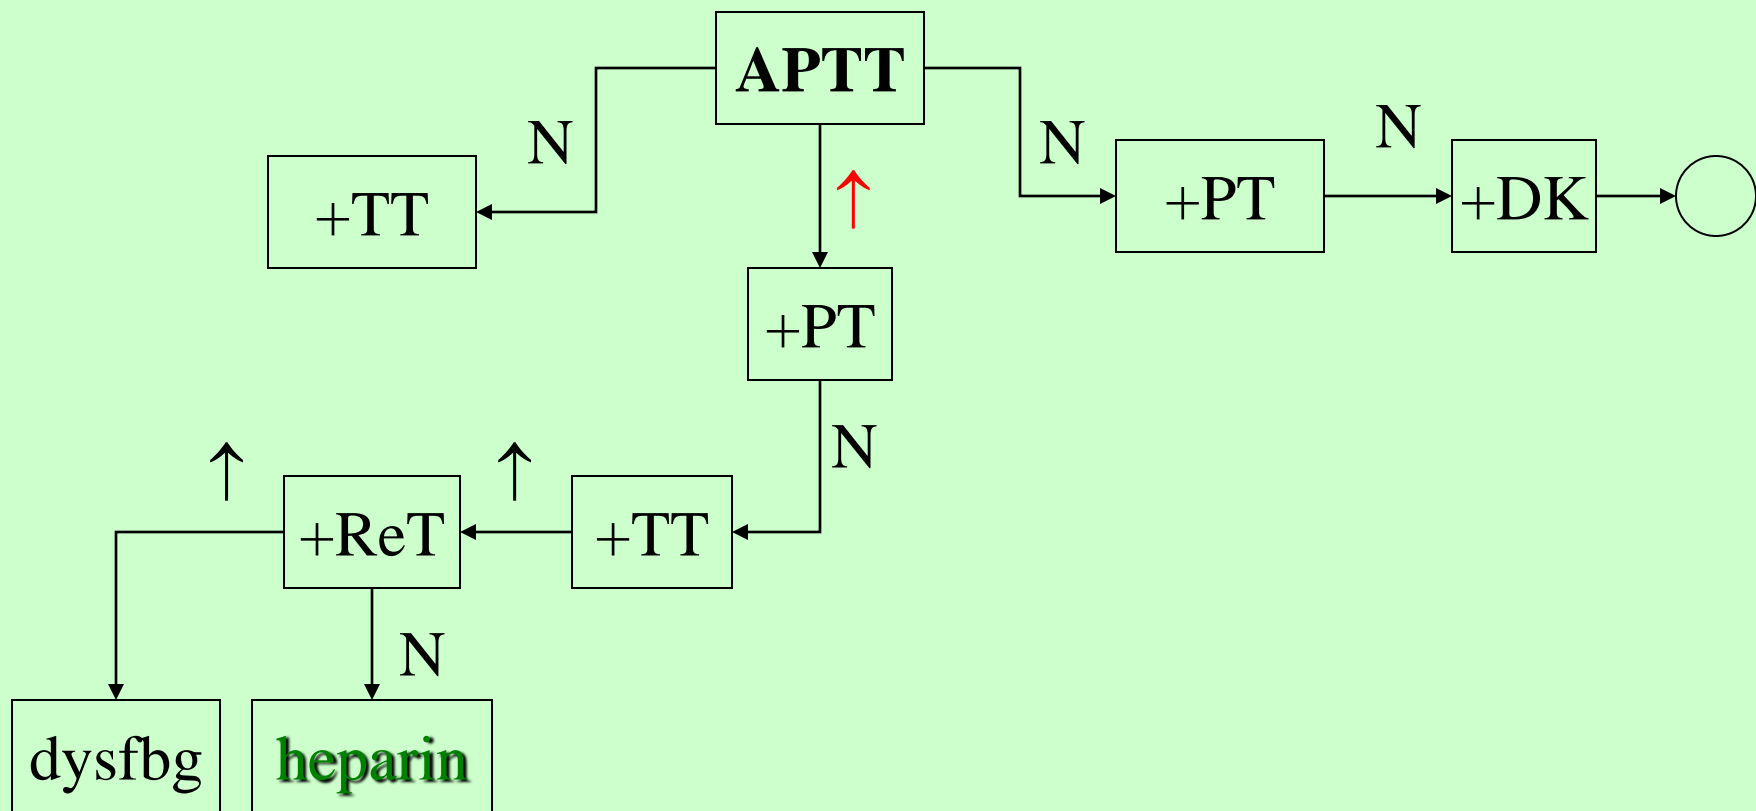 APTT
N
N
N
+TT
↑
+PT
+DK
+PT
N
↑
↑
+ReT
+TT
N
dysfbg
heparin